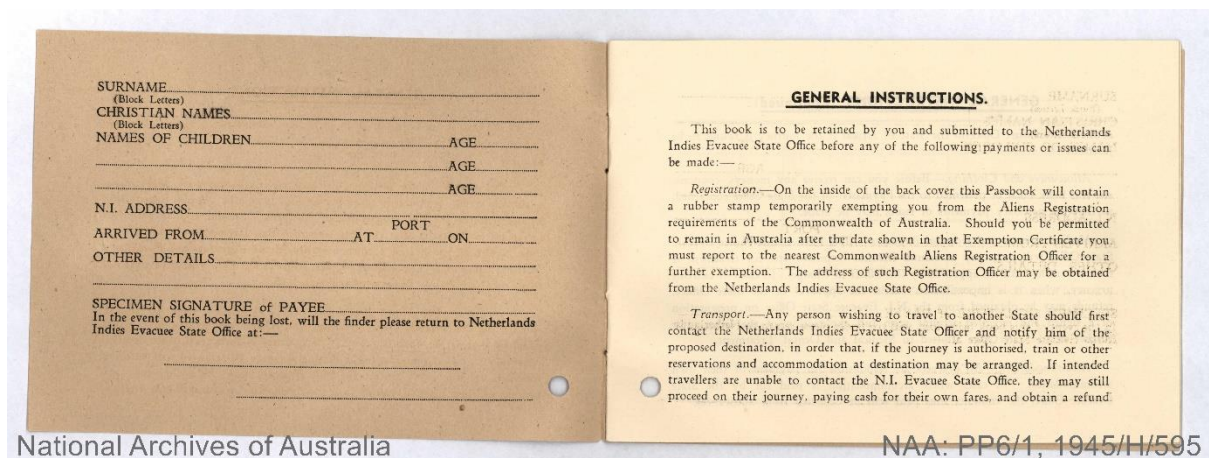 SURNAME
(Block Letters)
CHRISTIAN NAMES
(Block Letters)
NAMES OF CHILDREN AGE
AGE
AGE
N.I. ADDRESS
ARRIVED FROM AT PORT ON
OTHER DETAILS
SPECIMEN SIGNATURE of PAYEE
In the event of this book being lost, will the finder please return to Netherlands
Indies Evacuee State Office at:—
GENERAL INSTRUCTIONS.
This book is to be retained by you and submitted to the Netherlands
Indies Evacuee State Office before any of the following payments or issues can
be made:—
Registration.—On the inside of the back cover this Passbook will contain
a rubber stamp temporarily exempting you from the Aliens Registration
requirements of the Commonwealth of Australia. Should you be permitted
to remain in Australia after the date shown in that Exemption Certificate you
must report to the nearest Commonwealth Aliens Registration Officer for a
further exemption. The address of such Registration Officer may be obtained
from the Netherlands Indies Evacuee State Office.
Transport.—Any person wishing to travel to another State should first
contact the Netherlands Indies Evacuee State Officer and notify him of the
proposed destination, in order that, if the journey is authorised, train or other
reservations and accommodation at destination may be arranged. If intended
travellers are unable to contact the N.I. Evacuee State Office, they may still
proceed on their journey, paying cash for their own fares, and obtain a refund
National Archives of Australia
NAA: PP6/1, 1945/H/595